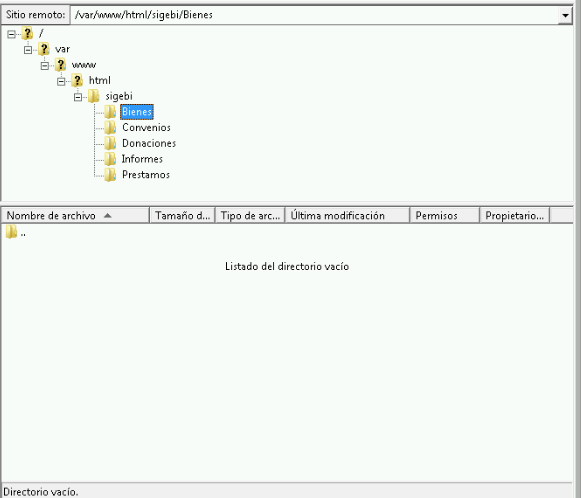 Sitio remoto: /var/www/html/sigebi/Bienes
/
var
www
html
sigebi
Bienes
Convenios
Donaciones
Informes
Prestamos
Nombre de archivo Tamaño d... Tipo de arc... Última modificación Permisos Propietario...
..
Listado del directorio vacío
Directorio vacío.